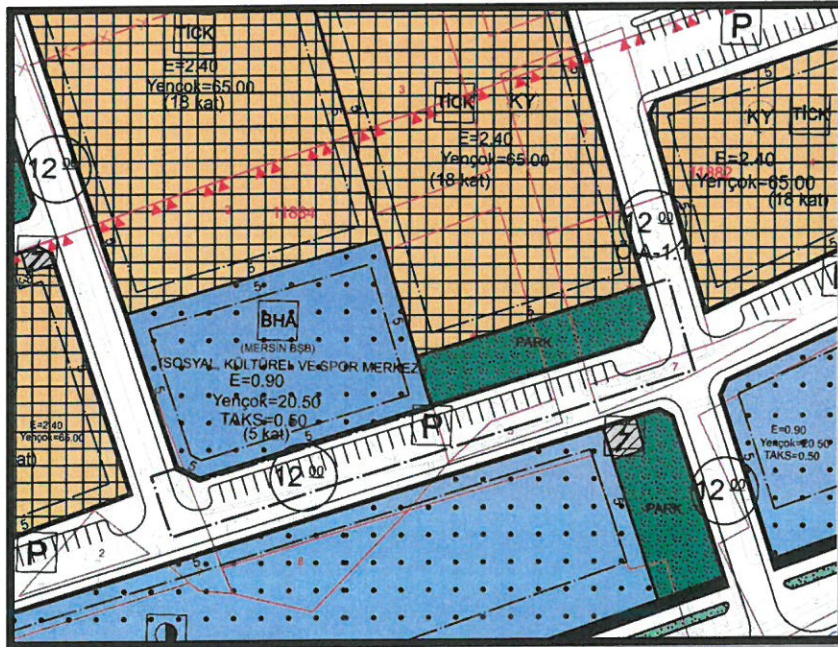 TİCK
E=2.40
Yençok=65.00
(18 kat)
P
TİCK
KY
E=2.40
Yençok=65.00
(18 kat)
KY
TİCK
E=2.40
Yençok=65.00
(18 kat)
11882
11884
12.00
12.00
BHA
(MERSİN BŞB)
(SOSYAL KÜLTÜREL VE SPOR MERKEZ
E=0.90
Yençok=20.50
TAKS=0.50
(5 kat)
PARK
P
12.00
E=2.40
Yençok=65.00
P
PARK
12.00
E=0.90
Yençok=20.50
TAKS=0.50